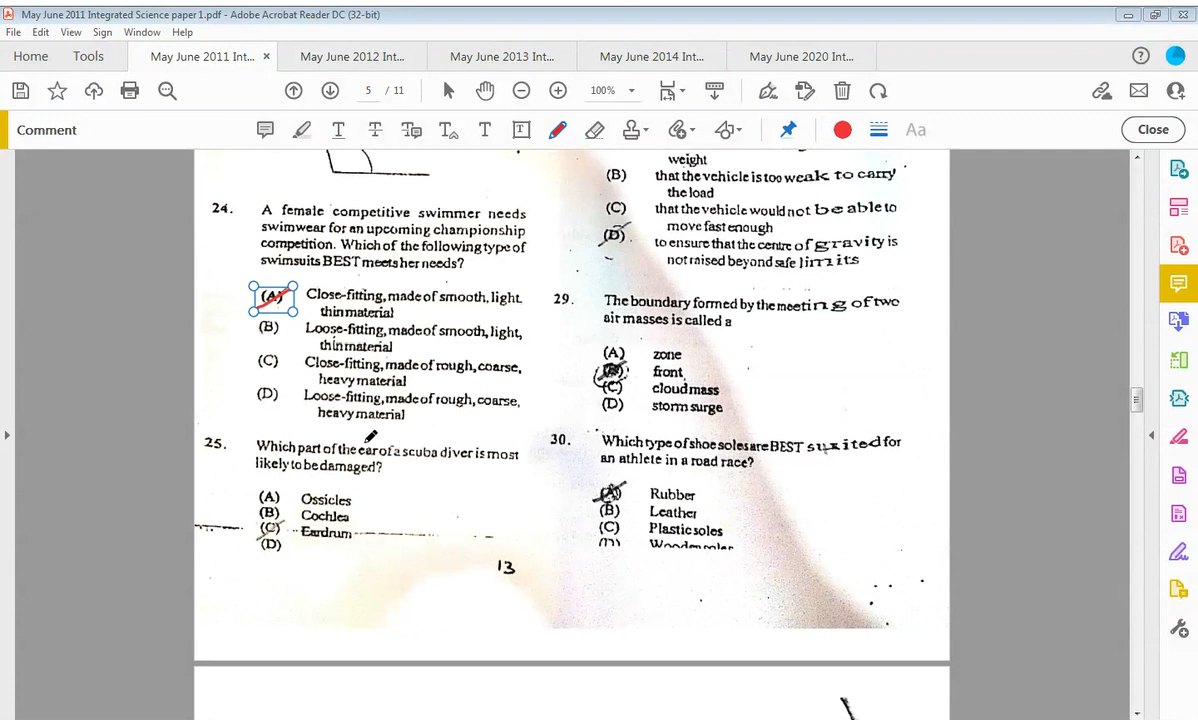 May June 2011 Integrated Science paper 1.pdf - Adobe Acrobat Reader DC (32-bit)
File Edit View Sign Window Help
Home Tools May June 2011 Int... × May June 2012 Int... May June 2013 Int... May June 2014 Int... May June 2020 Int...
5 / 11 100%
Comment Close
24. A female competitive swimmer needs
swimwear for an upcoming championship
competition. Which of the following type of
swimsuits BEST meets her needs?
(A) Close-fitting, made of smooth, light.
thin material
(B) Loose-fitting, made of smooth, light,
thin material
(C) Close-fitting, made of rough, coarse,
heavy material
(D) Loose-fitting, made of rough, coarse,
heavy material
25. Which part of the ear of a scuba diver is most
likely to be damaged?
(A) Ossicles
(B) Cochlea
(C) Eardrum
(D)
13
weight
(B) that the vehicle is too weak to carry
the load
(C) that the vehicle would not be able to
move fast enough
(D) to ensure that the centre of gravity is
not raised beyond safe limits
29. The boundary formed by the meeting of two
air masses is called a
(A) zone
(B) front
(C) cloud mass
(D) storm surge
30. Which type of shoe soles are BEST suited for
an athlete in a road race?
(A) Rubber
(B) Leather
(C) Plastic soles
(D) Wooden soles